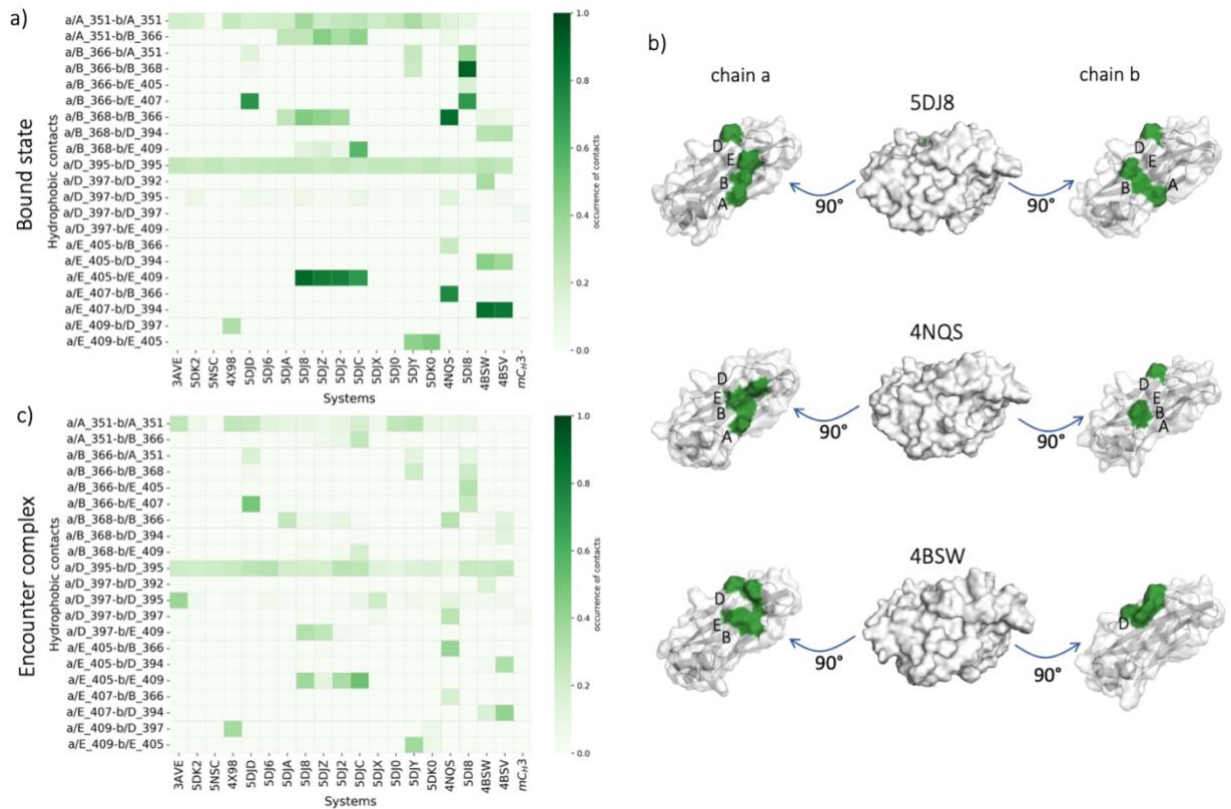 a)
Bound state
Hydrophobic contacts
a/A_351-b/A_351
a/A_351-b/B_366
a/B_366-b/A_351
a/B_366-b/B_368
a/B_366-b/E_405
a/B_366-b/E_407
a/B_368-b/B_366
a/B_368-b/D_394
a/B_368-b/E_409
a/D_395-b/D_395
a/D_397-b/D_392
a/D_397-b/D_395
a/D_397-b/D_397
a/D_397-b/E_409
a/E_405-b/B_366
a/E_405-b/D_394
a/E_405-b/E_409
a/E_407-b/B_366
a/E_407-b/D_394
a/E_409-b/D_397
a/E_409-b/E_405
3AVE
5DK2
5NSC
4X98
5DJD
5DJ6
5DJA
5DJ8
5DJZ
5DJ2
5DJC
5DJX
5DJ0
5DJY
5DK0
4NQS
5DI8
4BSW
4BSV
mCH3
Systems
1.0
0.8
0.6
0.4
0.2
0.0
occurrence of contacts
c)
Encounter complex
Hydrophobic contacts
a/A_351-b/A_351
a/A_351-b/B_366
a/B_366-b/A_351
a/B_366-b/B_368
a/B_366-b/E_405
a/B_366-b/E_407
a/B_368-b/B_366
a/B_368-b/D_394
a/B_368-b/E_409
a/D_395-b/D_395
a/D_397-b/D_392
a/D_397-b/D_395
a/D_397-b/D_397
a/D_397-b/E_409
a/E_405-b/B_366
a/E_405-b/D_394
a/E_405-b/E_409
a/E_407-b/B_366
a/E_407-b/D_394
a/E_409-b/D_397
a/E_409-b/E_405
3AVE
5DK2
5NSC
4X98
5DJD
5DJ6
5DJA
5DJ8
5DJZ
5DJ2
5DJC
5DJX
5DJ0
5DJY
5DK0
4NQS
5DI8
4BSW
4BSV
mCH3
Systems
1.0
0.8
0.6
0.4
0.2
0.0
occurrence of contacts
b)
chain a
chain b
5DJ8
D
E
B
A
90°
90°
D
E
B
A
4NQS
D
E
B
A
90°
90°
D
E
B
A
4BSW
D
E
B
90°
90°
D